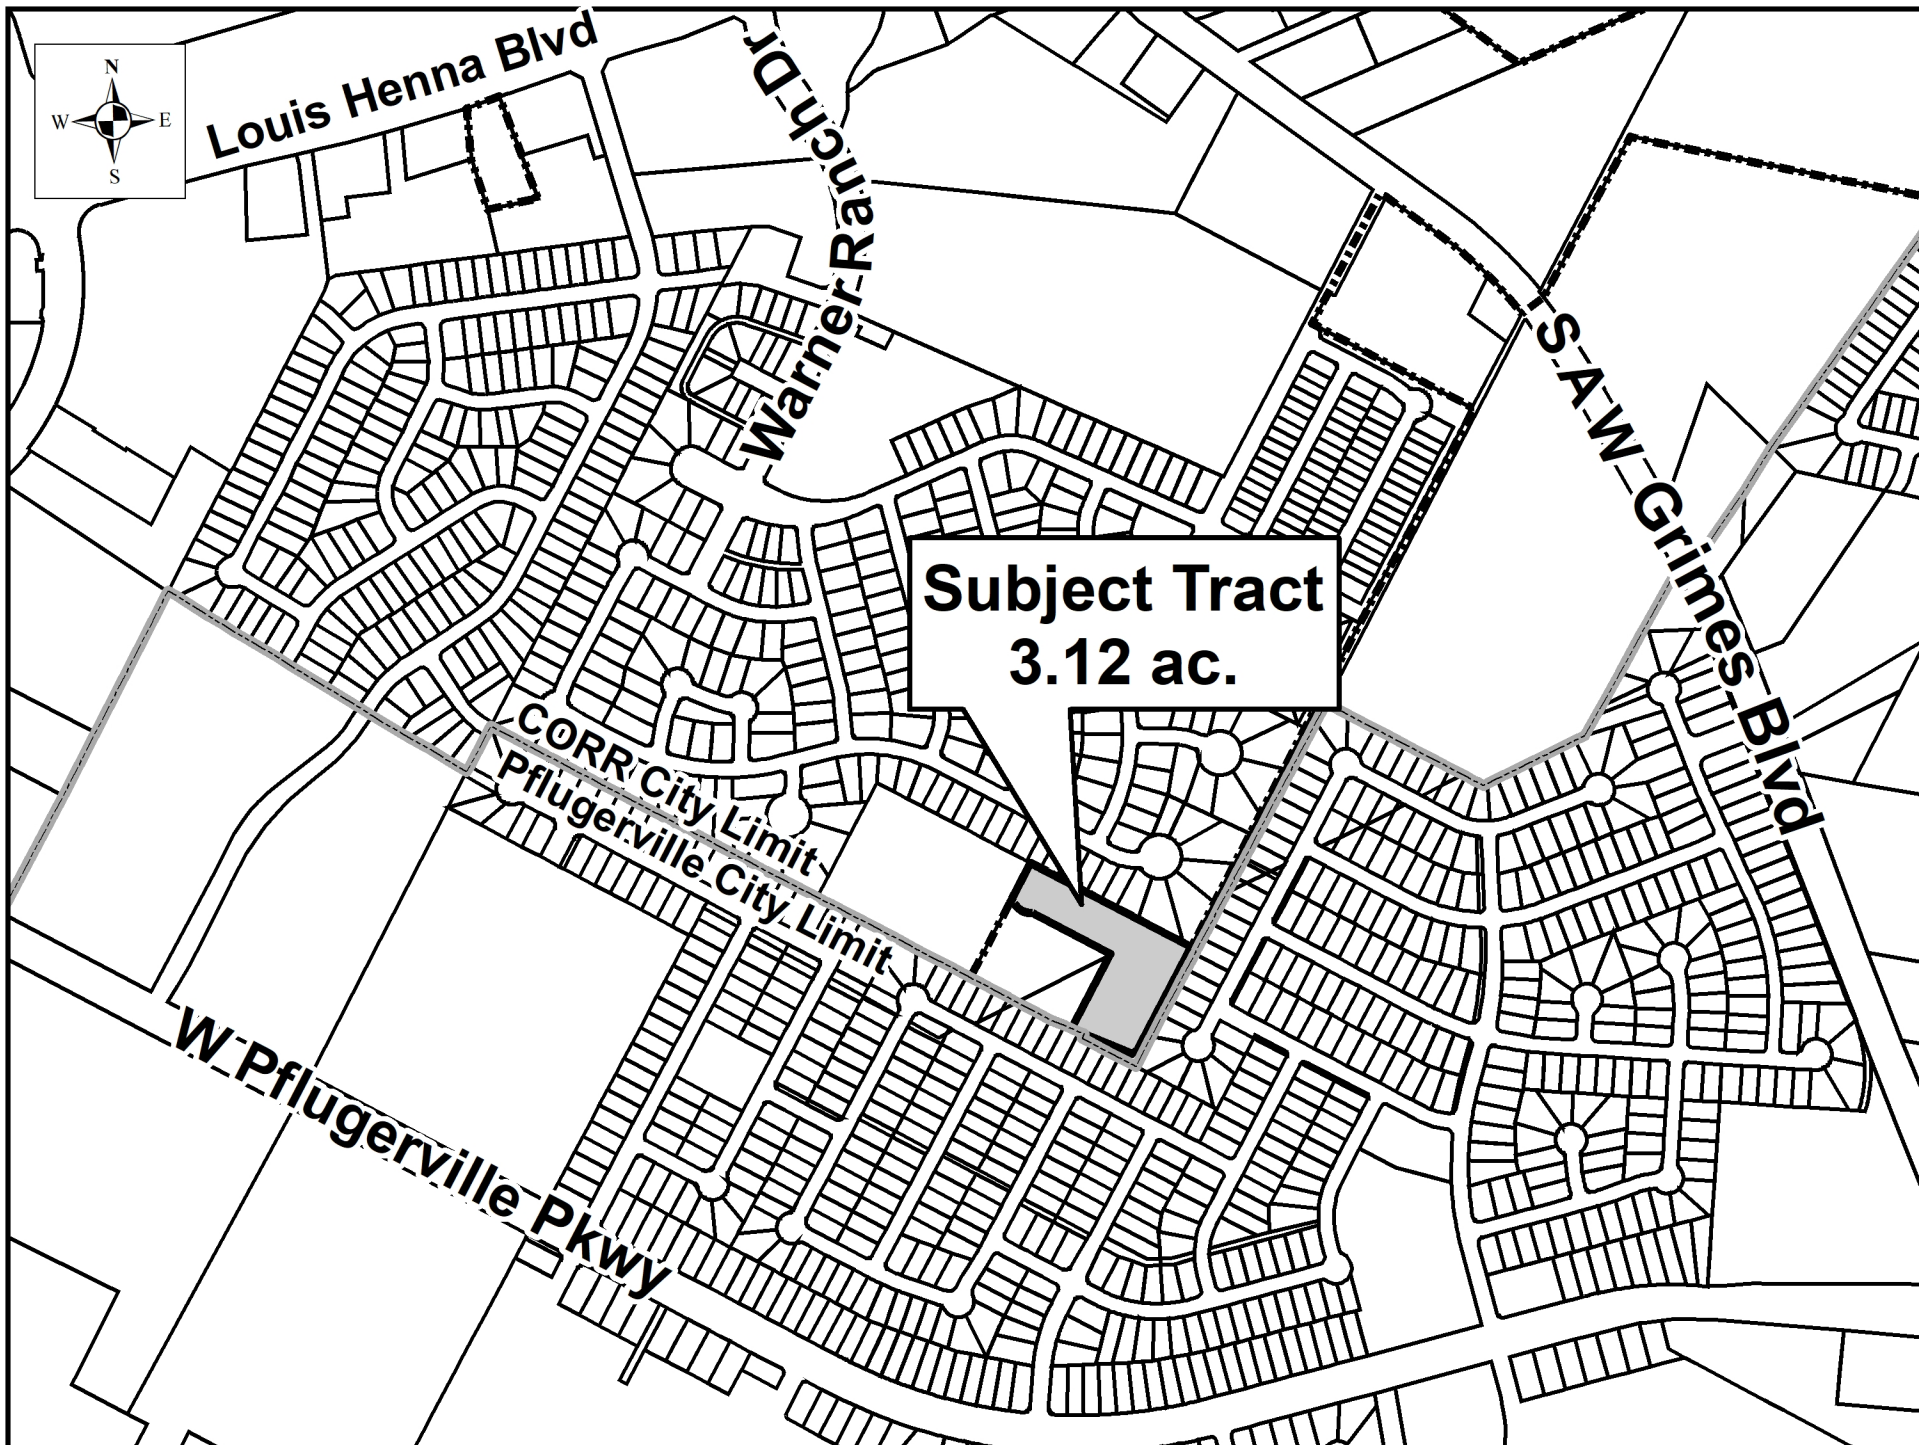 Louis Henna Blvd
Warner Ranch Dr
N
W
E
S
S A W Grimes Blvd
Subject Tract
3.12 ac.
CORR City Limit
Pflugerville City Limit
W Pflugerville Pkwy